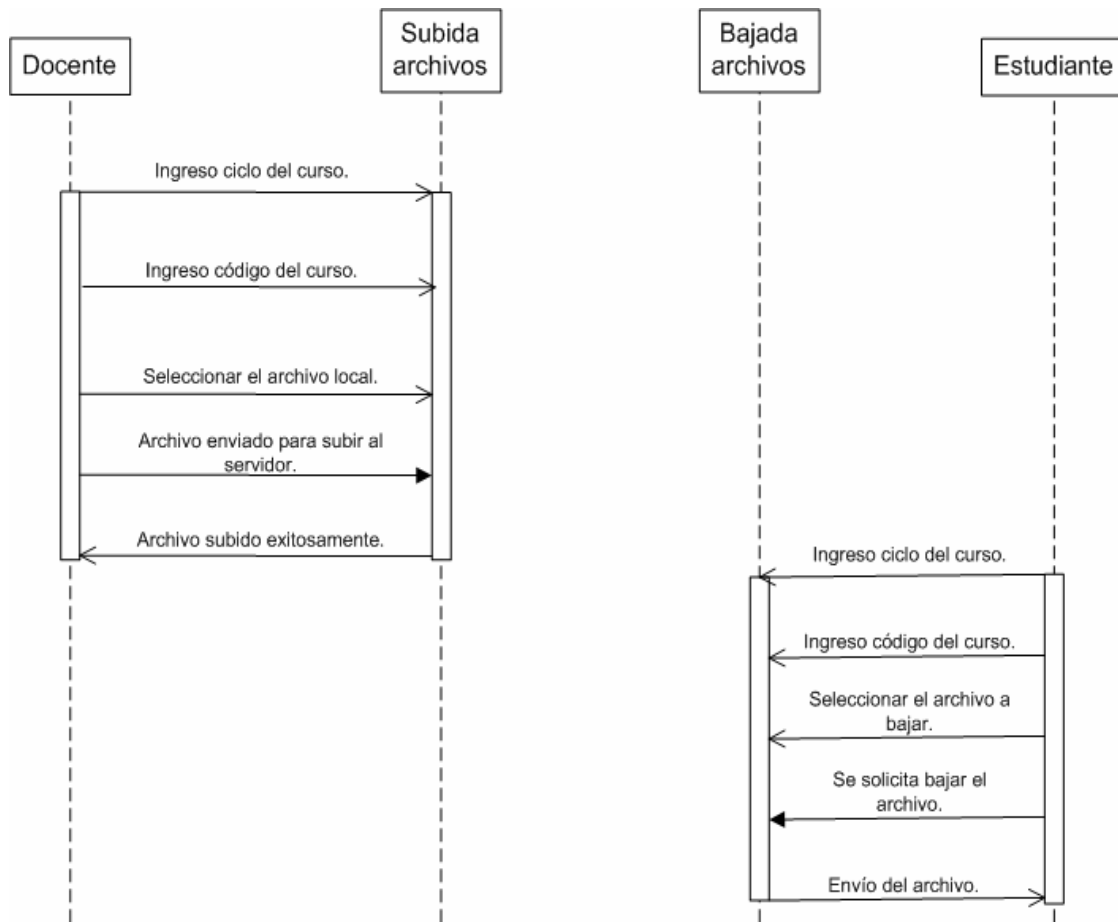 Docente
Subida
archivos
Bajada
archivos
Estudiante
Ingreso ciclo del curso.
Ingreso código del curso.
Seleccionar el archivo local.
Archivo enviado para subir al
servidor.
Archivo subido exitosamente.
Ingreso ciclo del curso.
Ingreso código del curso.
Seleccionar el archivo a
bajar.
Se solicita bajar el
archivo.
Envío del archivo.